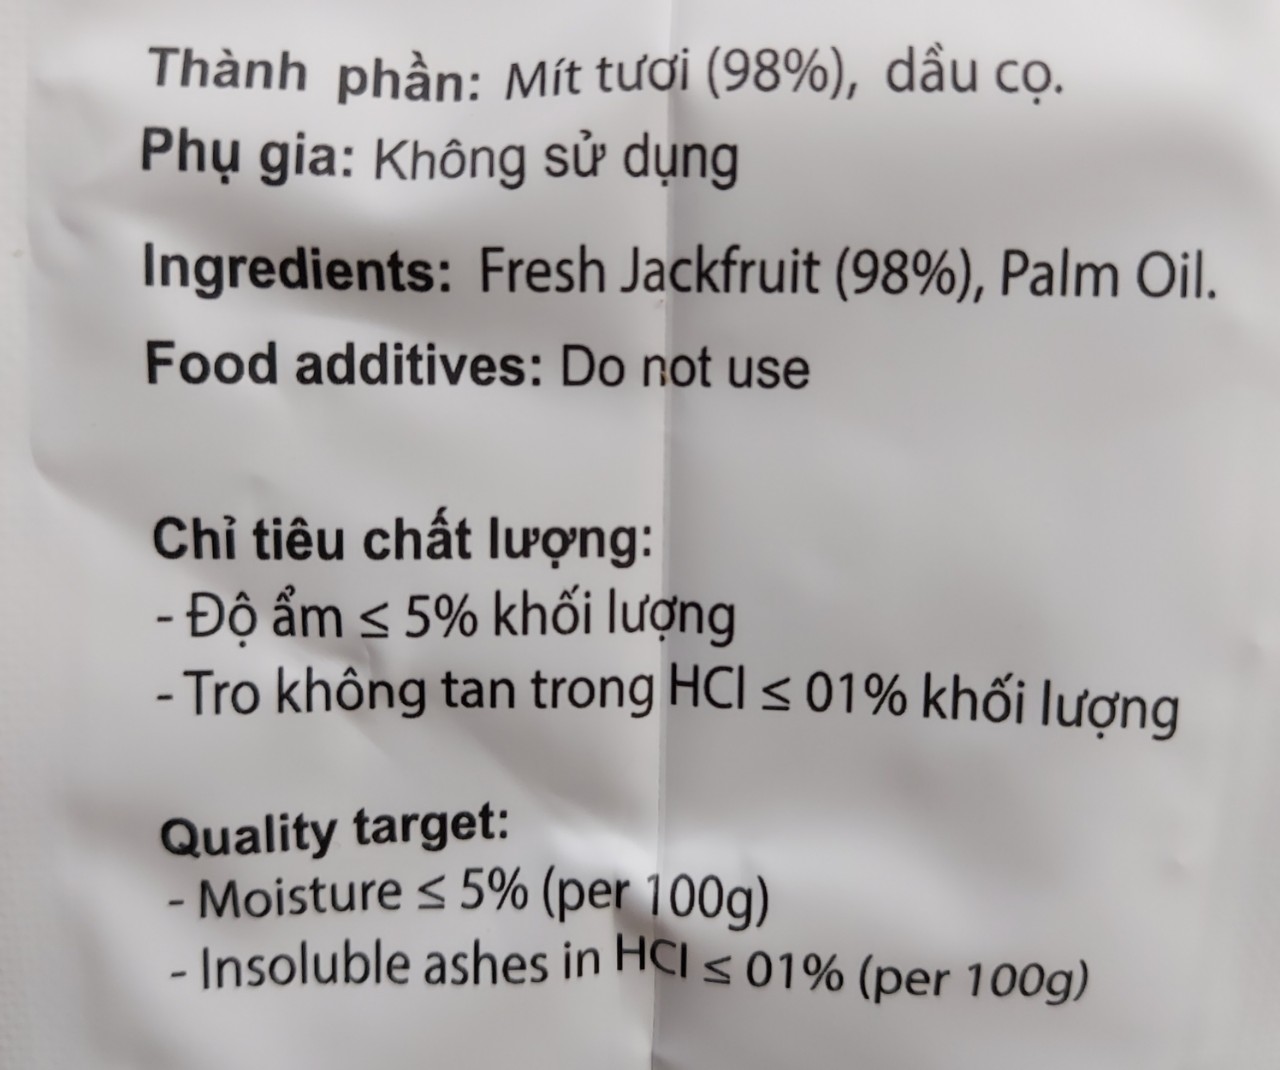 Thành phần: Mít tươi (98%), dầu cọ.
Phụ gia: Không sử dụng
Ingredients: Fresh Jackfruit (98%), Palm Oil.
Food additives: Do not use
Chỉ tiêu chất lượng:
- Độ ẩm ≤ 5% khối lượng
- Tro không tan trong HCl ≤ 01% khối lượng
Quality target:
- Moisture ≤ 5% (per 100g)
- Insoluble ashes in HCl ≤ 01% (per 100g)